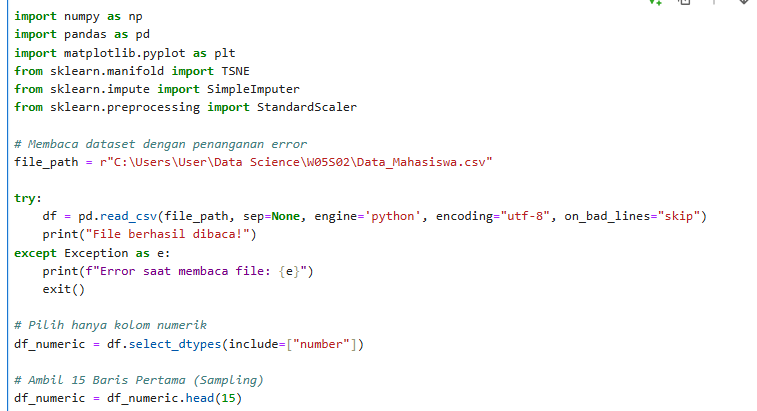 import numpy as np
import pandas as pd
import matplotlib.pyplot as plt
from sklearn.manifold import TSNE
from sklearn.impute import SimpleImputer
from sklearn.preprocessing import StandardScaler

# Membaca dataset dengan penanganan error
file_path = r"C:\Users\User\Data Science\W05S02\Data_Mahasiswa.csv"

try:
    df = pd.read_csv(file_path, sep=None, engine='python', encoding="utf-8", on_bad_lines="skip")
    print("File berhasil dibaca!")
except Exception as e:
    print(f"Error saat membaca file: {e}")
    exit()

# Pilih hanya kolom numerik
df_numeric = df.select_dtypes(include=["number"])

# Ambil 15 Baris Pertama (Sampling)
df_numeric = df_numeric.head(15)